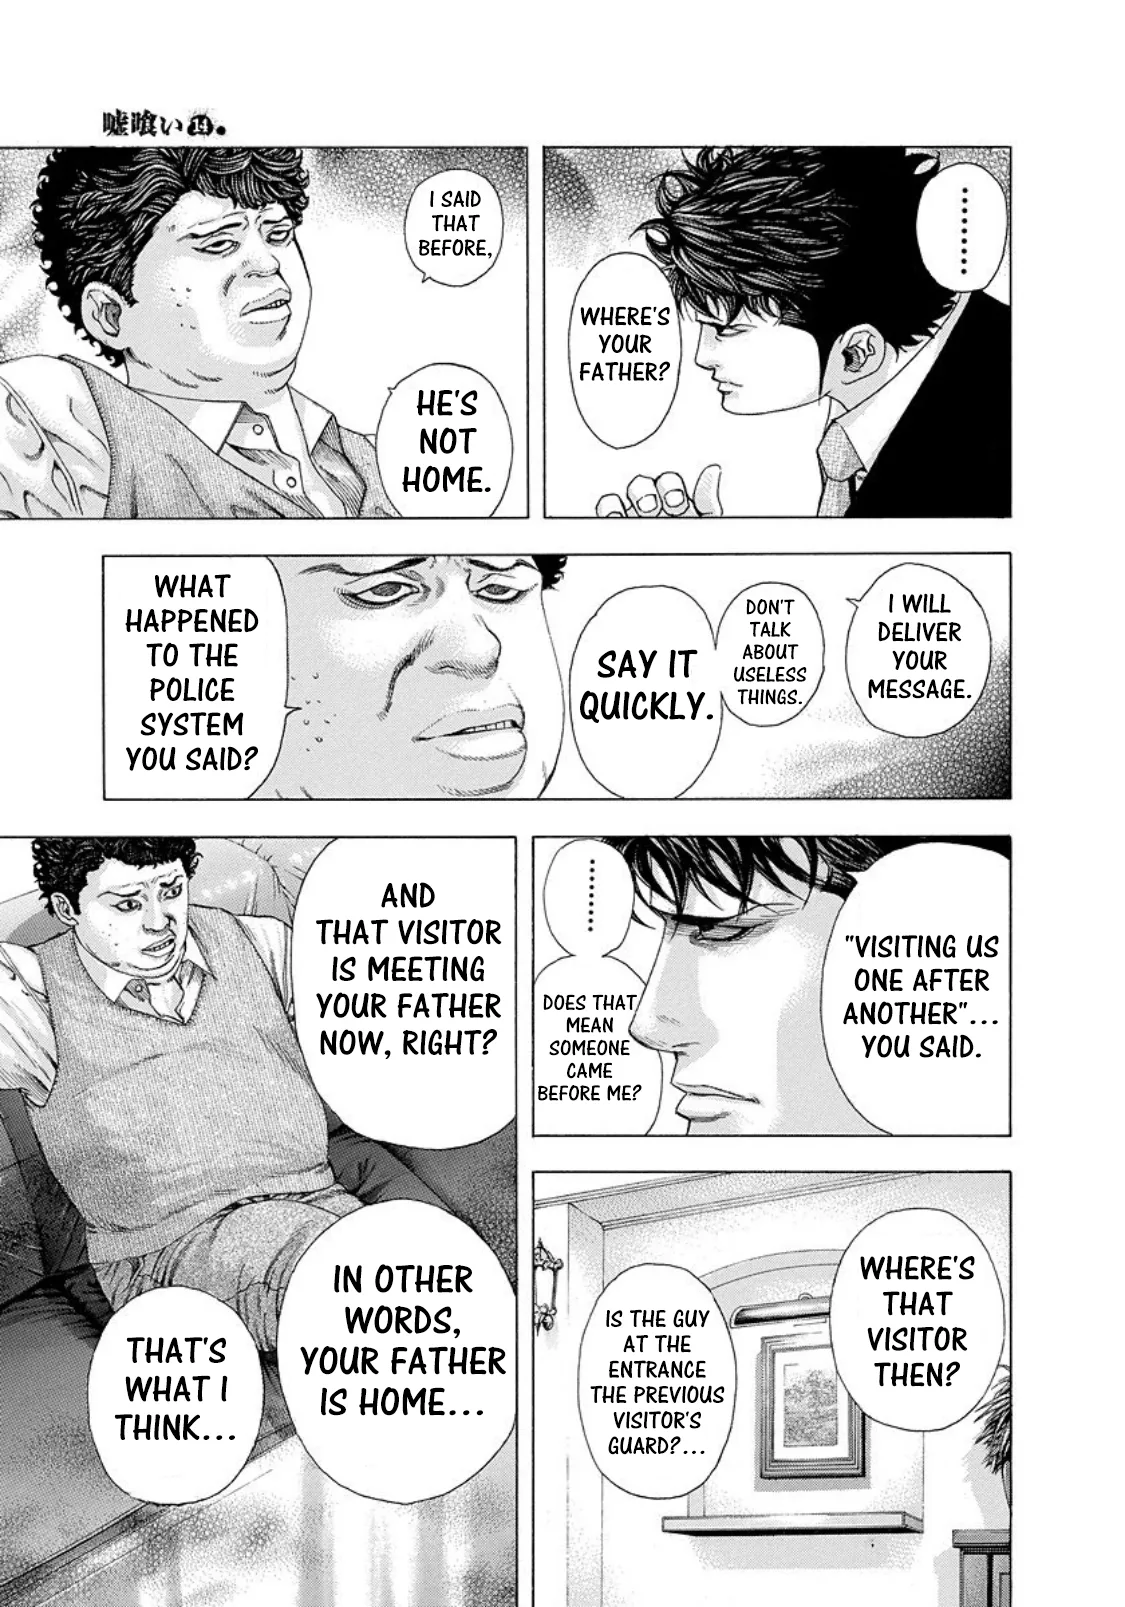 嘘喰い 14
........
WHERE'S
YOUR
FATHER?
I SAID
THAT
BEFORE,
HE'S
NOT
HOME.
I WILL
DELIVER
YOUR
MESSAGE.
DON'T
TALK
ABOUT
USELESS
THINGS.
SAY IT
QUICKLY.
WHAT
HAPPENED
TO THE
POLICE
SYSTEM
YOU SAID?
"VISITING US
ONE AFTER
ANOTHER"...
YOU SAID.
........
DOES THAT
MEAN
SOMEONE
CAME
BEFORE ME?
WHERE'S
THAT
VISITOR
THEN?
IS THE GUY
AT THE
ENTRANCE
THE PREVIOUS
VISITOR'S
GUARD?...
AND
THAT VISITOR
IS MEETING
YOUR FATHER
NOW, RIGHT?
IN OTHER
WORDS,
YOUR FATHER
IS HOME...
THAT'S
WHAT I
THINK...